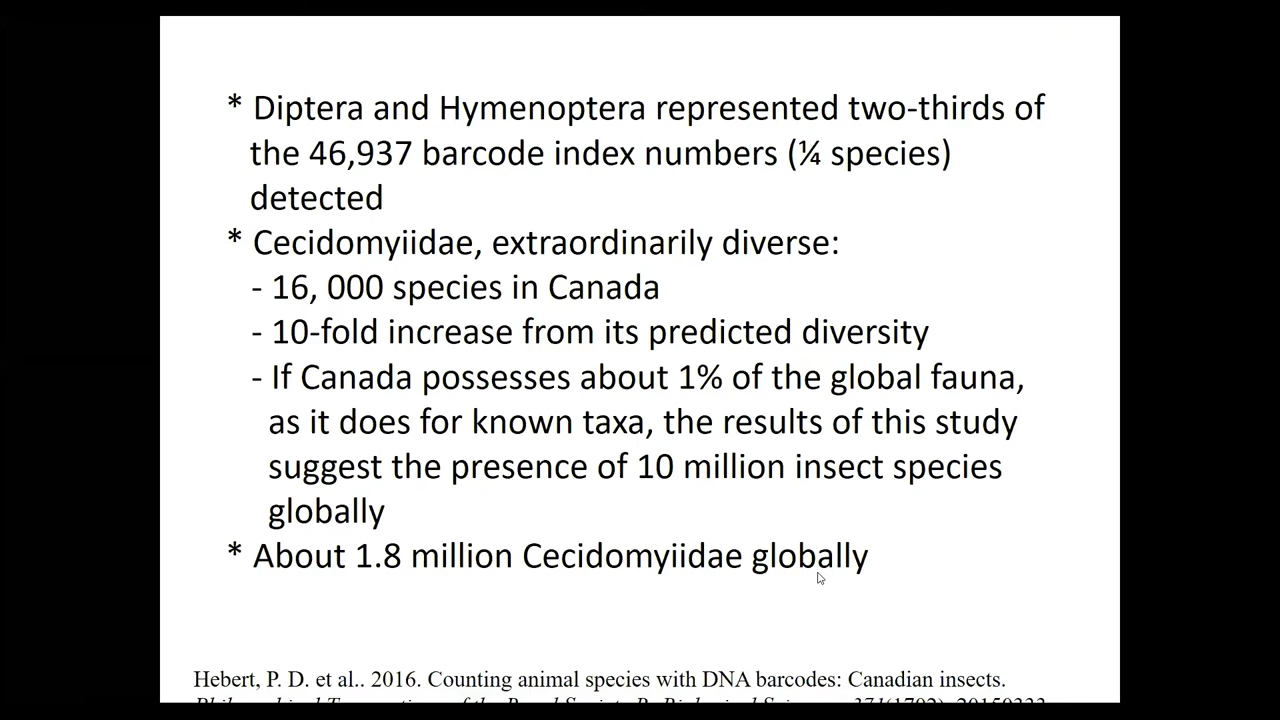 * Diptera and Hymenoptera represented two-thirds of
the 46,937 barcode index numbers (¼ species)
detected
* Cecidomyiidae, extraordinarily diverse:
- 16, 000 species in Canada
- 10-fold increase from its predicted diversity
- If Canada possesses about 1% of the global fauna,
as it does for known taxa, the results of this study
suggest the presence of 10 million insect species
globally
* About 1.8 million Cecidomyiidae globally
Hebert, P. D. et al.. 2016. Counting animal species with DNA barcodes: Canadian insects.